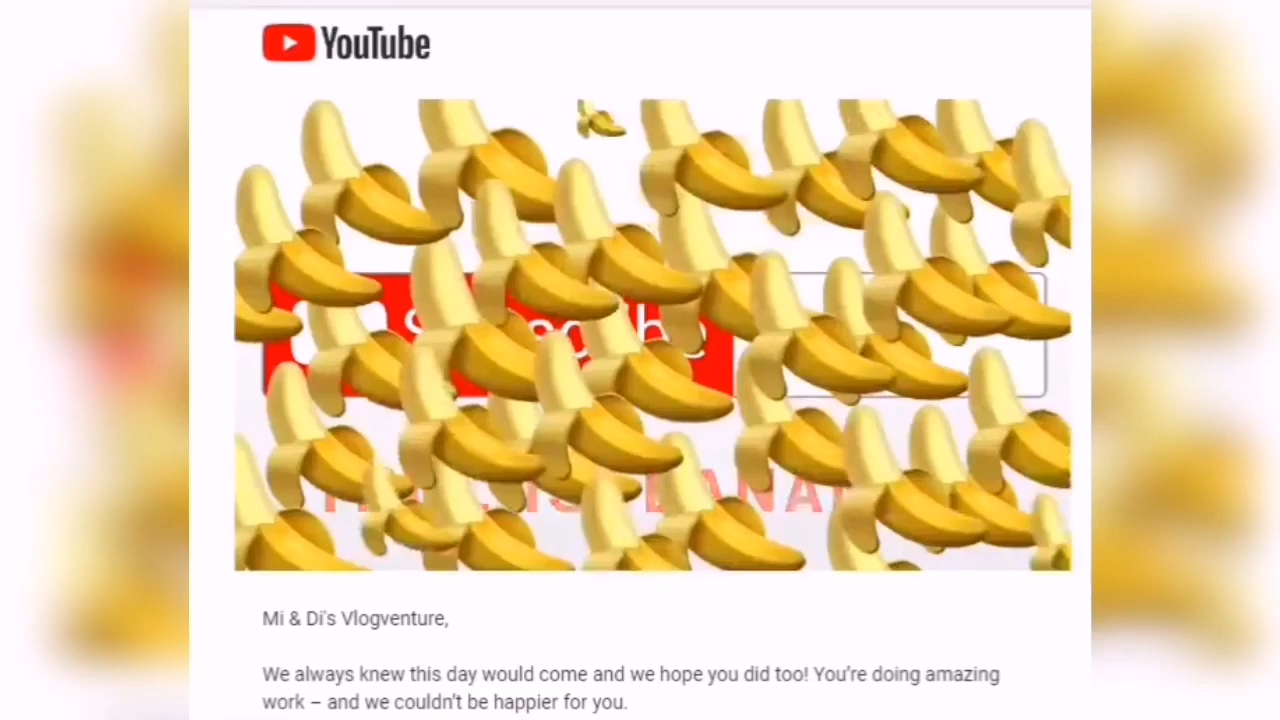 YouTube
Mi & Di's Vlogventure,
We always knew this day would come and we hope you did too! You're doing amazing
work – and we couldn't be happier for you.